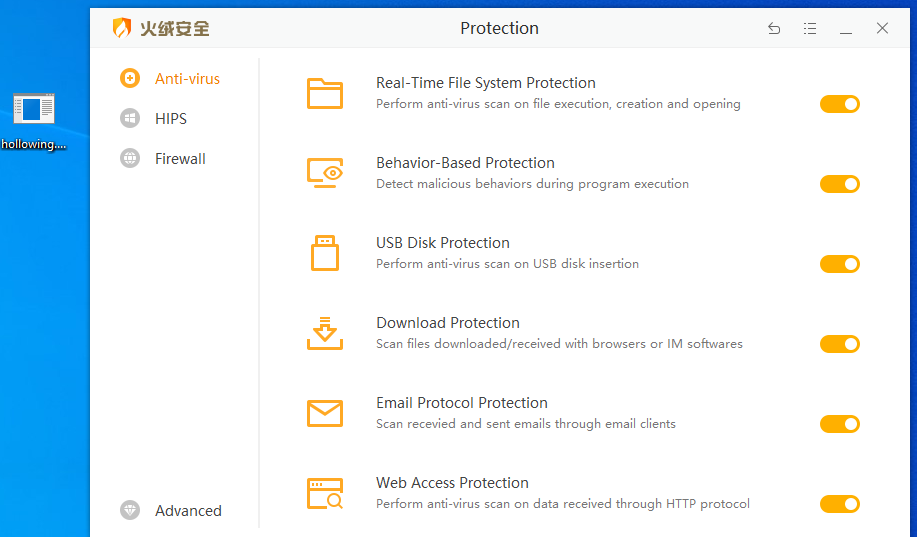 火绒安全
Protection
hollowing....
Anti-virus
HIPS
Firewall
Advanced
Real-Time File System Protection
Perform anti-virus scan on file execution, creation and opening
Behavior-Based Protection
Detect malicious behaviors during program execution
USB Disk Protection
Perform anti-virus scan on USB disk insertion
Download Protection
Scan files downloaded/received with browsers or IM softwares
Email Protocol Protection
Scan recevied and sent emails through email clients
Web Access Protection
Perform anti-virus scan on data received through HTTP protocol